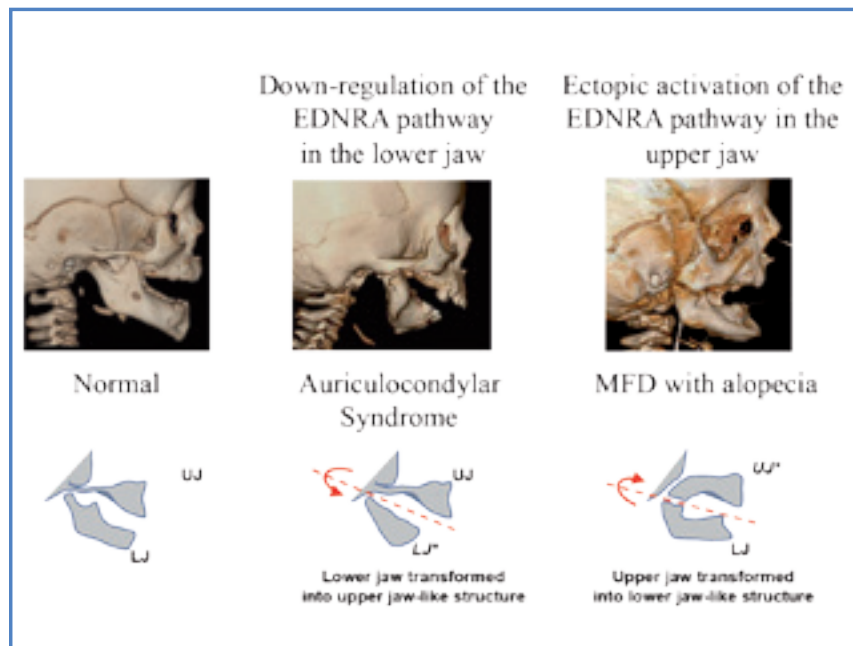 Down-regulation of the
EDNRA pathway
in the lower jaw
Ectopic activation of the
EDNRA pathway in the
upper jaw
Normal
Auriculocondylar
Syndrome
MFD with alopecia
UJ
LJ
UJ
LJ*
Lower jaw transformed
into upper jaw-like structure
UJ*
LJ
Upper jaw transformed
into lower jaw-like structure